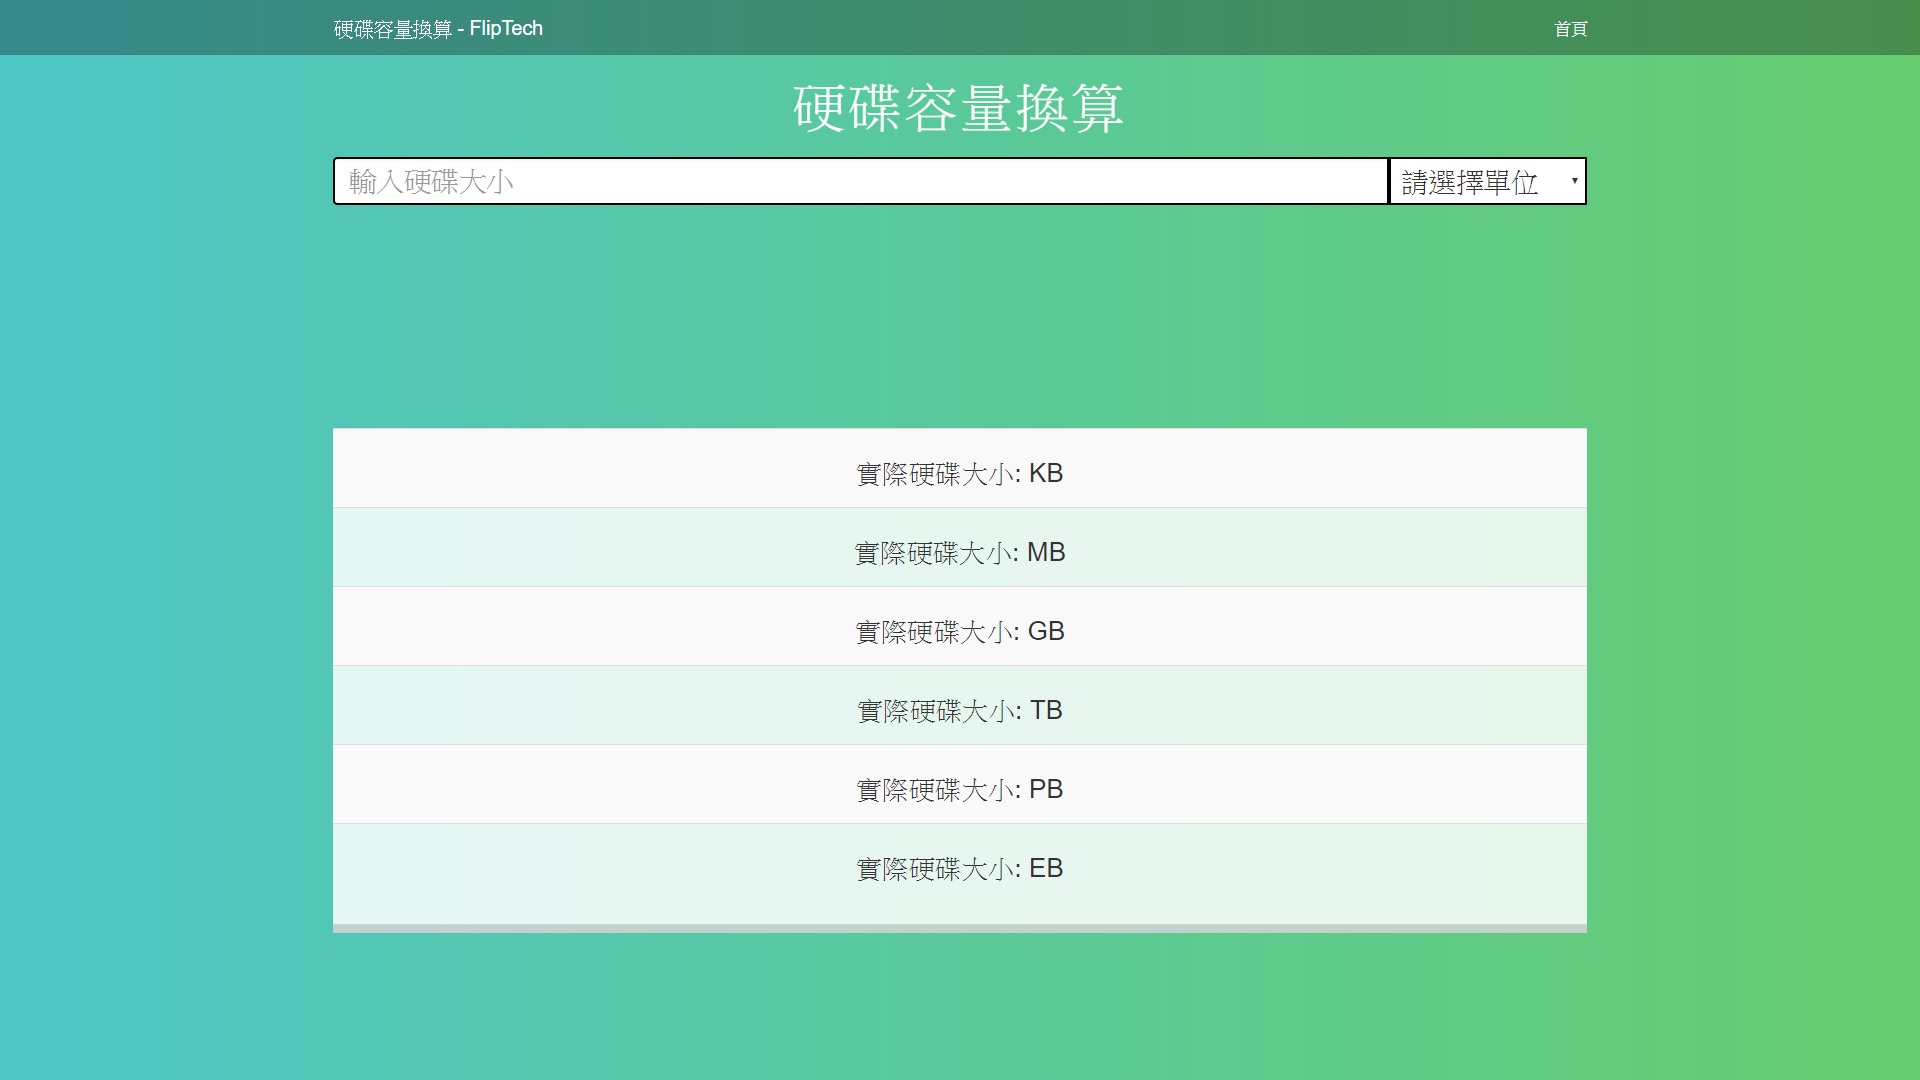 硬碟容量換算 - FlipTech
首頁
硬碟容量換算
輸入硬碟大小
請選擇單位
實際硬碟大小: KB
實際硬碟大小: MB
實際硬碟大小: GB
實際硬碟大小: TB
實際硬碟大小: PB
實際硬碟大小: EB